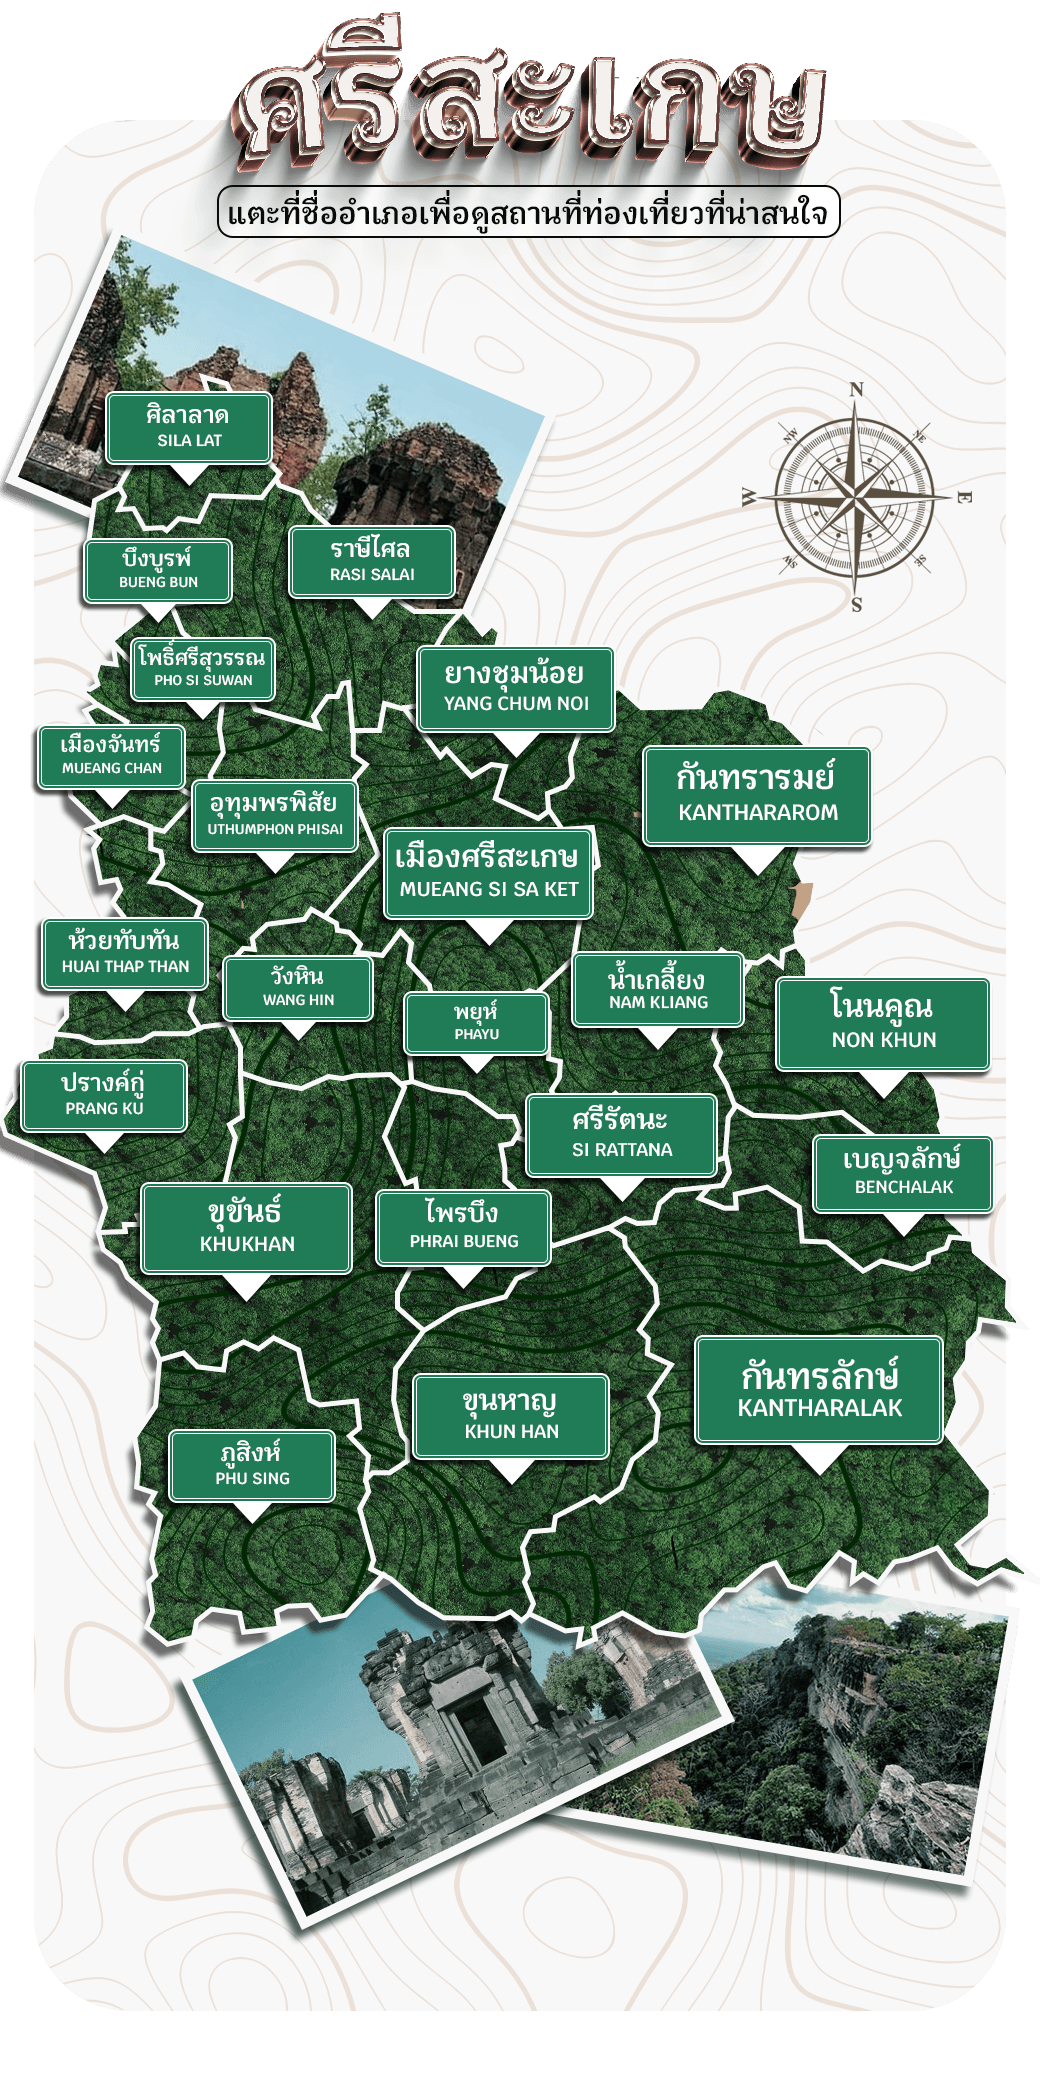 ศรีสะเกษ
แตะที่ชื่ออำเภอเพื่อดูสถานที่ท่องเที่ยวที่น่าสนใจ
N
NW
NE
W
E
SW
SE
S
ศิลาลาด
SILA LAT
บึงบูรพ์
BUENG BUN
ราษีไศล
RASI SALAI
โพธิ์ศรีสุวรรณ
PHO SI SUWAN
ยางชุมน้อย
YANG CHUM NOI
เมืองจันทร์
MUEANG CHAN
กันทรารมย์
KANTHARAROM
อุทุมพรพิสัย
UTHUMPHON PHISAI
เมืองศรีสะเกษ
MUEANG SI SA KET
ห้วยทับทัน
HUAI THAP THAN
วังหิน
WANG HIN
น้ำเกลี้ยง
NAM KLIANG
พยุห์
PHAYU
โนนคูณ
NON KHUN
ปรางค์กู่
PRANG KU
ศรีรัตนะ
SI RATTANA
เบญจลักษ์
BENCHALAK
ขุขันธ์
KHUKHAN
ไพรบึง
PHRAI BUENG
กันทรลักษ์
KANTHARALAK
ขุนหาญ
KHUN HAN
ภูสิงห์
PHU SING